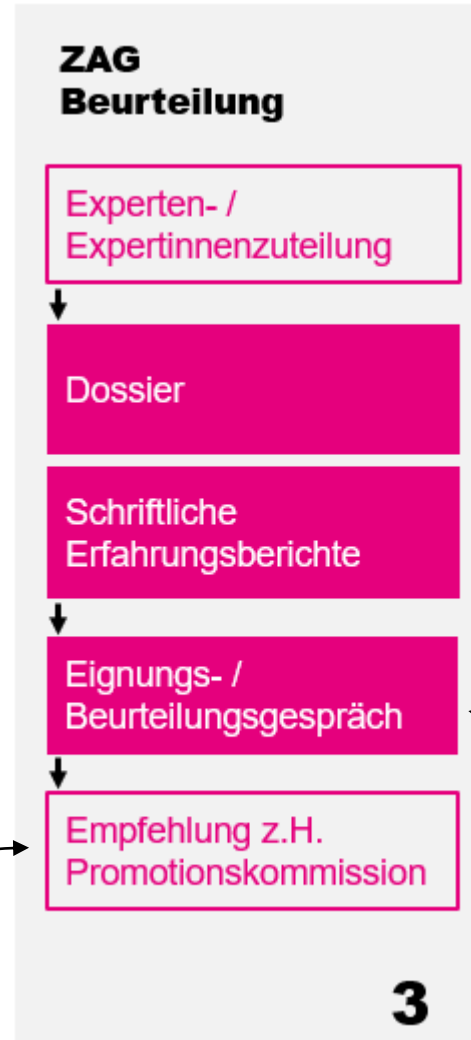 ZAG
Beurteilung
Experten- /
Expertinnenzuteilung
Dossier
Schriftliche
Erfahrungsberichte
Eignungs- /
Beurteilungsgespräch
Empfehlung z.H.
Promotionskommission
3